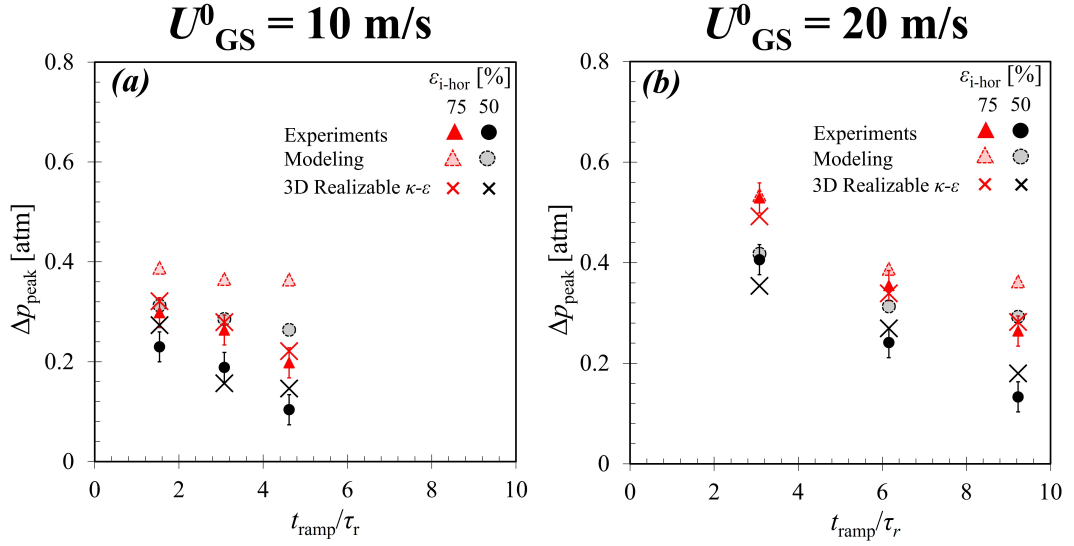 U⁰GS = 10 m/s
(a)
εi-hor [%]
75 50
Experiments
Modeling
3D Realizable κ-ε
0.8
0.6
0.4
0.2
0
Δppeak [atm]
0 2 4 6 8 10
tramp/τr
U⁰GS = 20 m/s
(b)
εi-hor [%]
75 50
Experiments
Modeling
3D Realizable κ-ε
0.8
0.6
0.4
0.2
0
Δppeak [atm]
0 2 4 6 8 10
tramp/τr